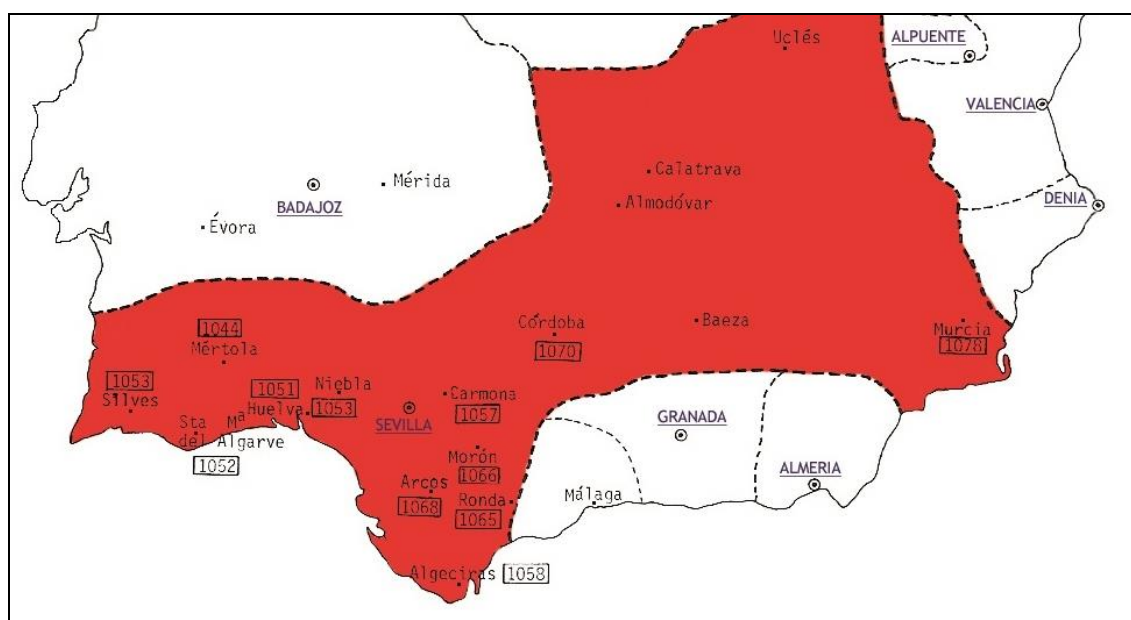 Uclés
ALPUENTE
VALENCIA
Calatrava
Mérida
BADAJOZ
Almodóvar
DENIA
Évora
Córdoba
1070
Baeza
Murcia
1078
1044
Mértola
1053
Silves
1051
Huelva
Niebla
1053
Carmona
1057
SEVILLA
Sta Mª
del Algarve
1052
GRANADA
Morón
1066
ALMERIA
Arcos
1068
Ronda
1065
Málaga
Algeciras 1058